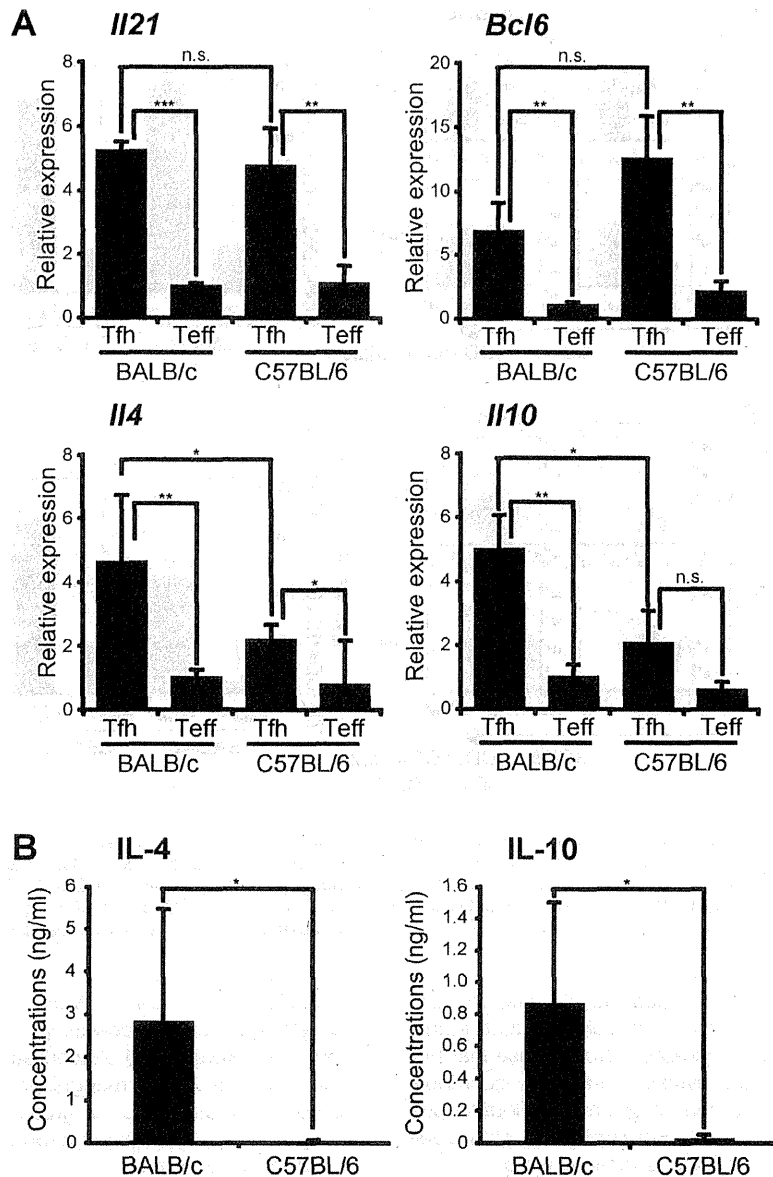 A
Il21
Relative expression
8
6
4
2
0
n.s.
***
**
Tfh Teff Tfh Teff
BALB/c C57BL/6
Bcl6
Relative expression
20
15
10
5
0
n.s.
**
**
Tfh Teff Tfh Teff
BALB/c C57BL/6
Il4
Relative expression
8
6
4
2
0
*
**
*
Tfh Teff Tfh Teff
BALB/c C57BL/6
Il10
Relative expression
8
6
4
2
0
*
**
n.s.
Tfh Teff Tfh Teff
BALB/c C57BL/6
B
IL-4
Concentrations (ng/ml)
6
5
4
3
2
1
0
*
BALB/c C57BL/6
IL-10
Concentrations (ng/ml)
1.6
1.4
1.2
1.0
0.8
0.6
0.4
0.2
0
*
BALB/c C57BL/6